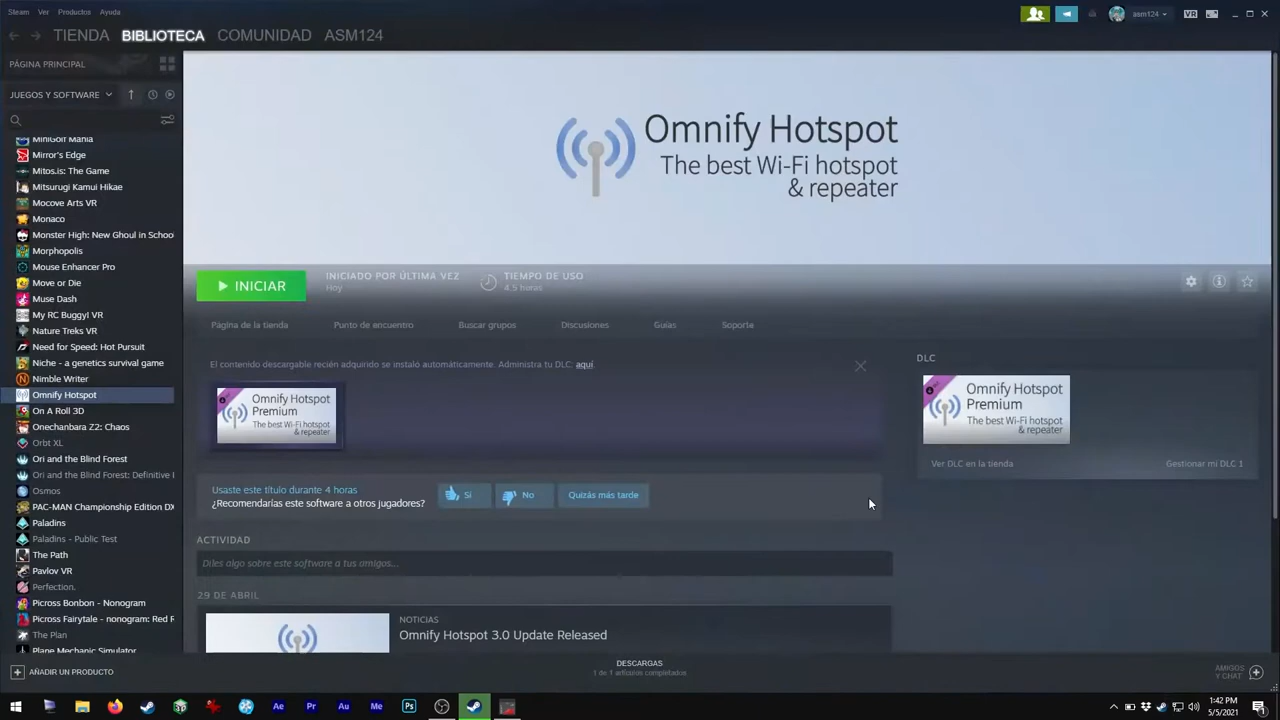 Steam Ver Productos Ayuda
asm124
VR
TIENDA BIBLIOTECA COMUNIDAD ASM124
PÁGINA PRINCIPAL
JUEGOS Y SOFTWARE
MiniGolf Mania
Mirror's Edge
Mitos.is: The Game
Mitsurugi Kamui Hikae
Mocove Arts VR
Monaco
Monster High: New Ghoul in School
Morphopolis
Mouse Enhancer Pro
Move or Die
Muse Dash
My RC Buggy! VR
Nature Treks VR
Need for Speed: Hot Pursuit
Niche - a genetics survival game
Nimble Writer
Omnify Hotspot
On A Roll 3D
Onechanbara Z2: Chaos
Orbt XL
Ori and the Blind Forest
Ori and the Blind Forest: Definitive E
Osmos
PAC-MAN Championship Edition DX
Paladins
Paladins - Public Test
The Path
Pavlov VR
Perfection.
Picross Bonbon - Nonogram
Picross Fairytale - nonogram: Red R
The Plan
Plane Mechanic Simulator
AÑADIR UN PRODUCTO
Omnify Hotspot
The best Wi-Fi hotspot
& repeater
INICIAR
INICIADO POR ÚLTIMA VEZ
Hoy
TIEMPO DE USO
4.5 horas
Página de la tienda Punto de encuentro Buscar grupos Discusiones Guías Soporte
El contenido descargable recién adquirido se instaló automáticamente. Administra tu DLC: aquí.
Omnify Hotspot
Premium
The best Wi-Fi hotspot
& repeater
Usaste este título durante 4 horas
¿Recomendarías este software a otros jugadores?
Sí
No
Quizás más tarde
ACTIVIDAD
Diles algo sobre este software a tus amigos...
29 DE ABRIL
NOTICIAS
Omnify Hotspot 3.0 Update Released
DLC
Omnify Hotspot
Premium
The best Wi-Fi hotspot
& repeater
Ver DLC en la tienda Gestionar mi DLC 1
DESCARGAS
1 de 1 artículos completados
AMIGOS
Y CHAT
Ae Pr Au Me Ps
1:42 PM
5/5/2021
1